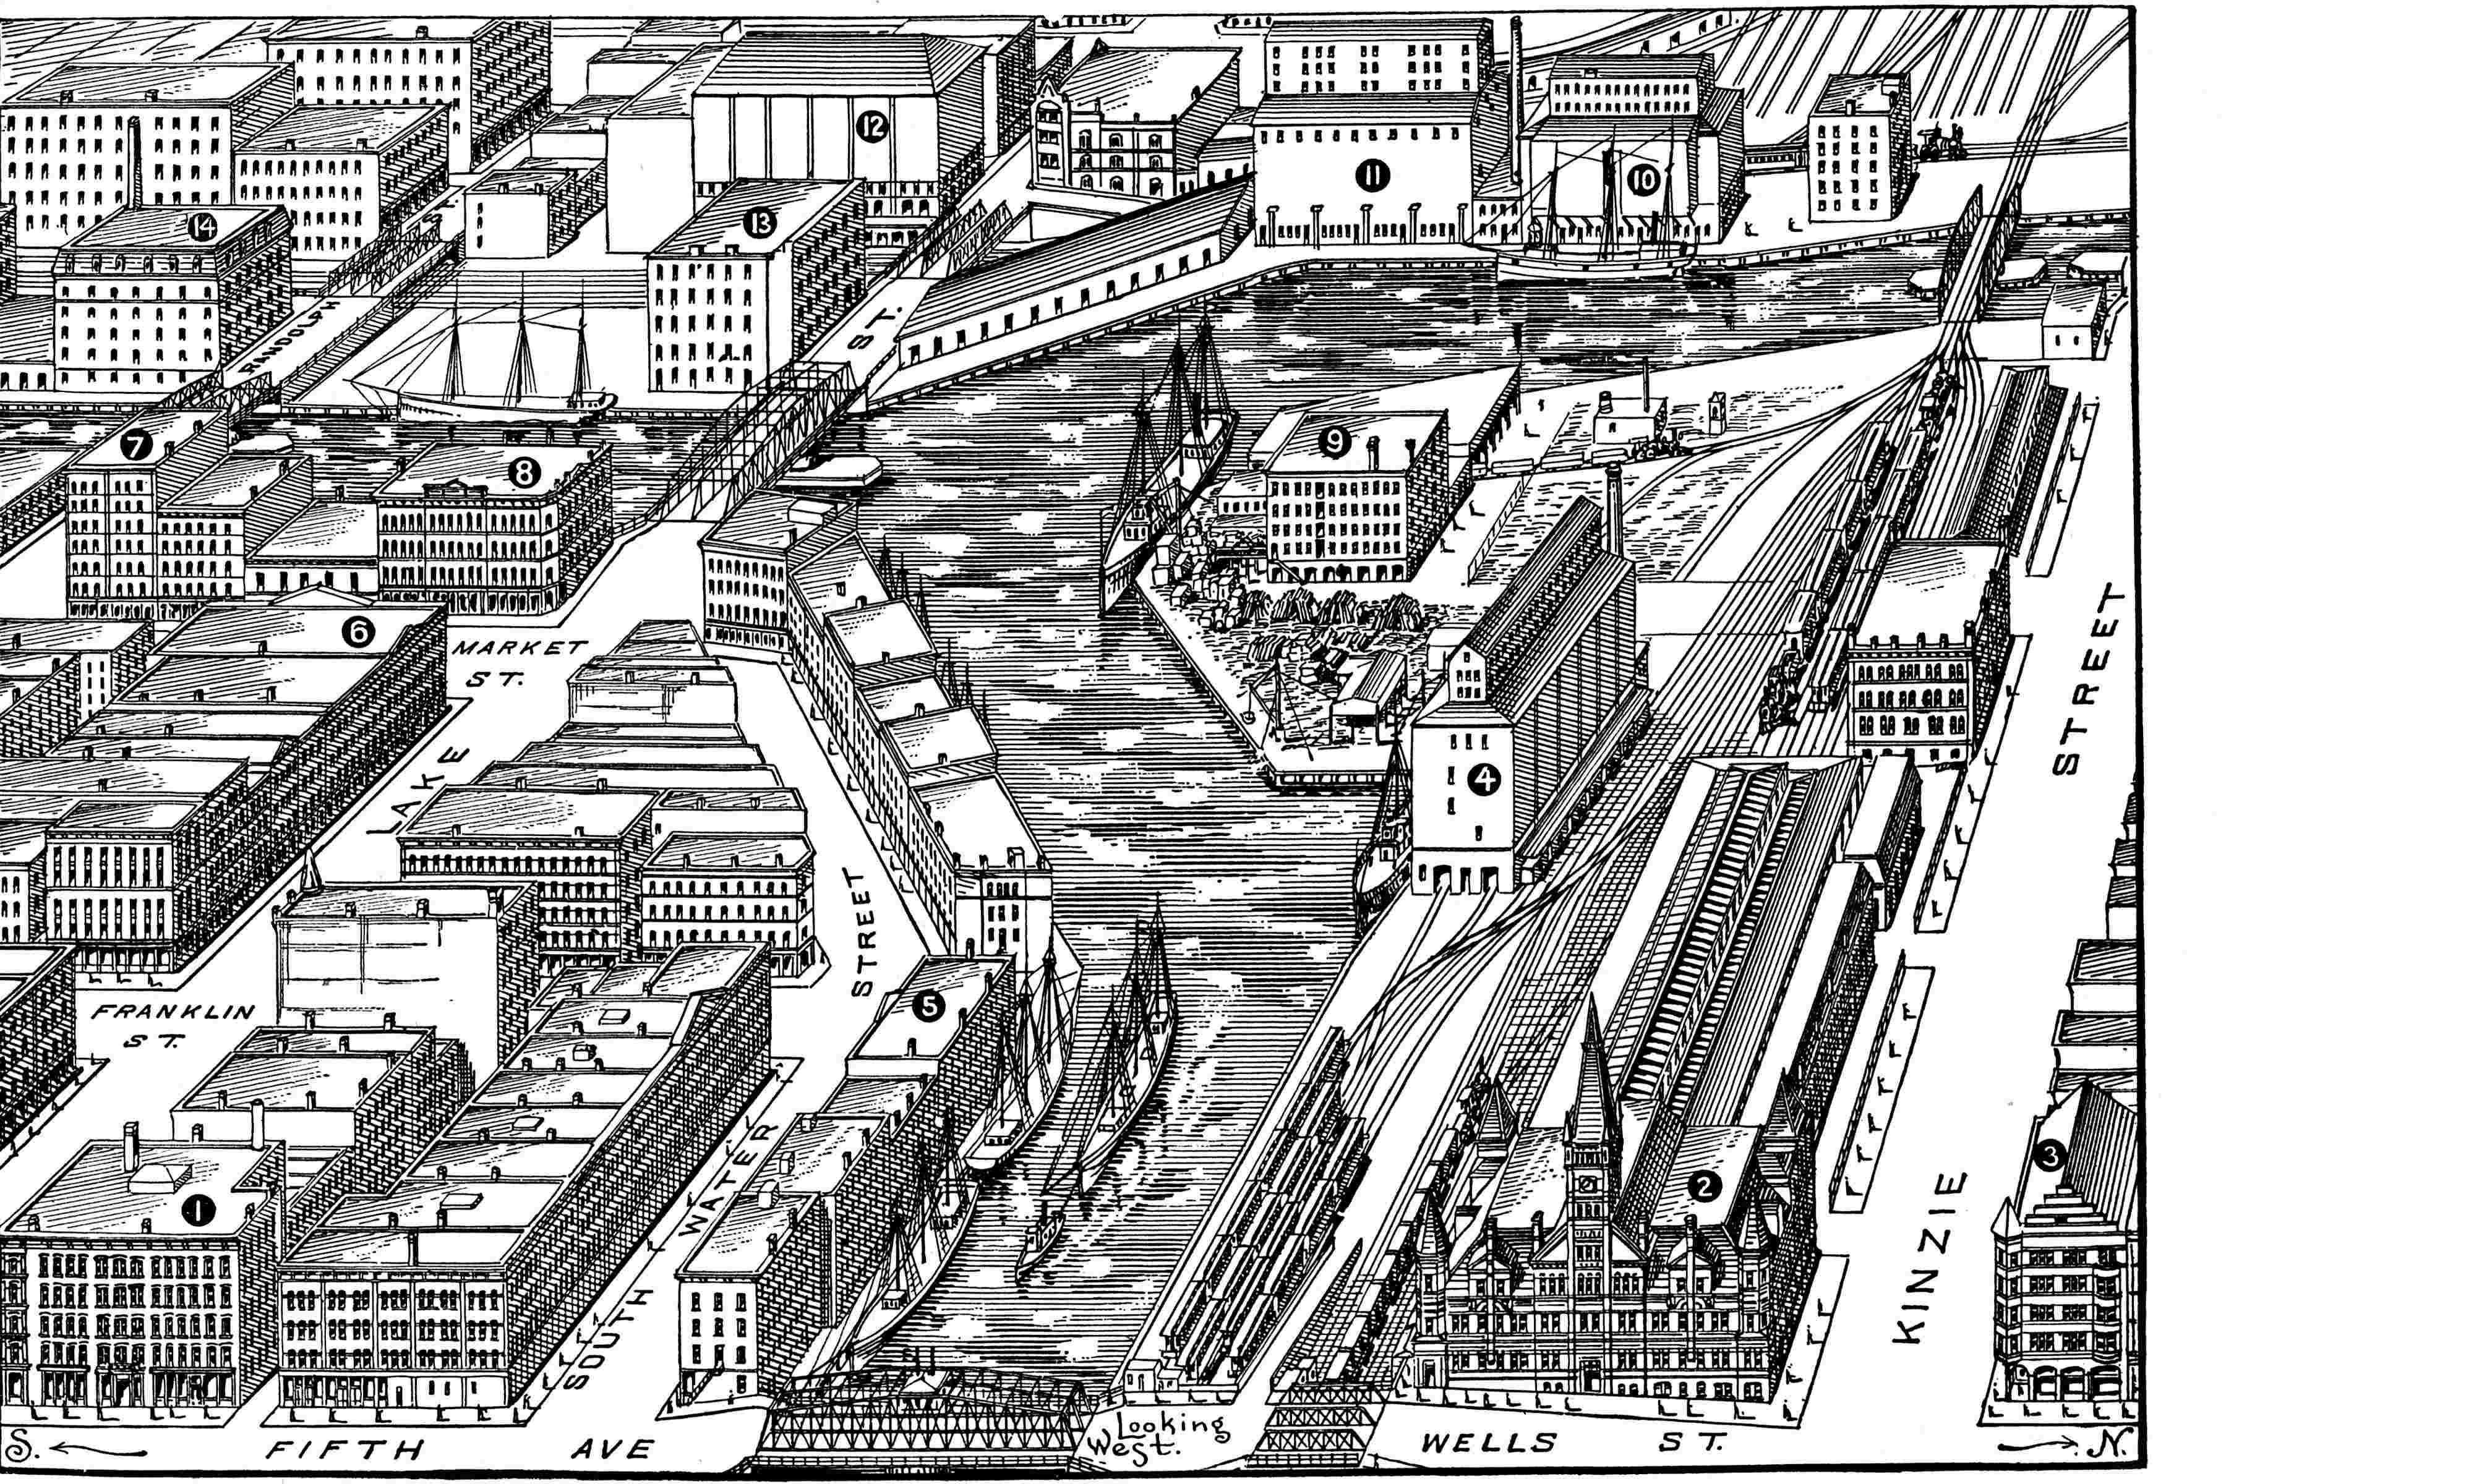 12
11
10
14
13
RANDOLPH
ST.
7
8
9
6
MARKET
ST.
STREET
LAKE
4
STREET
5
FRANKLIN
ST.
1
WATER
SOUTH
2
3
KINZIE
S.
FIFTH AVE
Looking
West.
WELLS ST.
N.